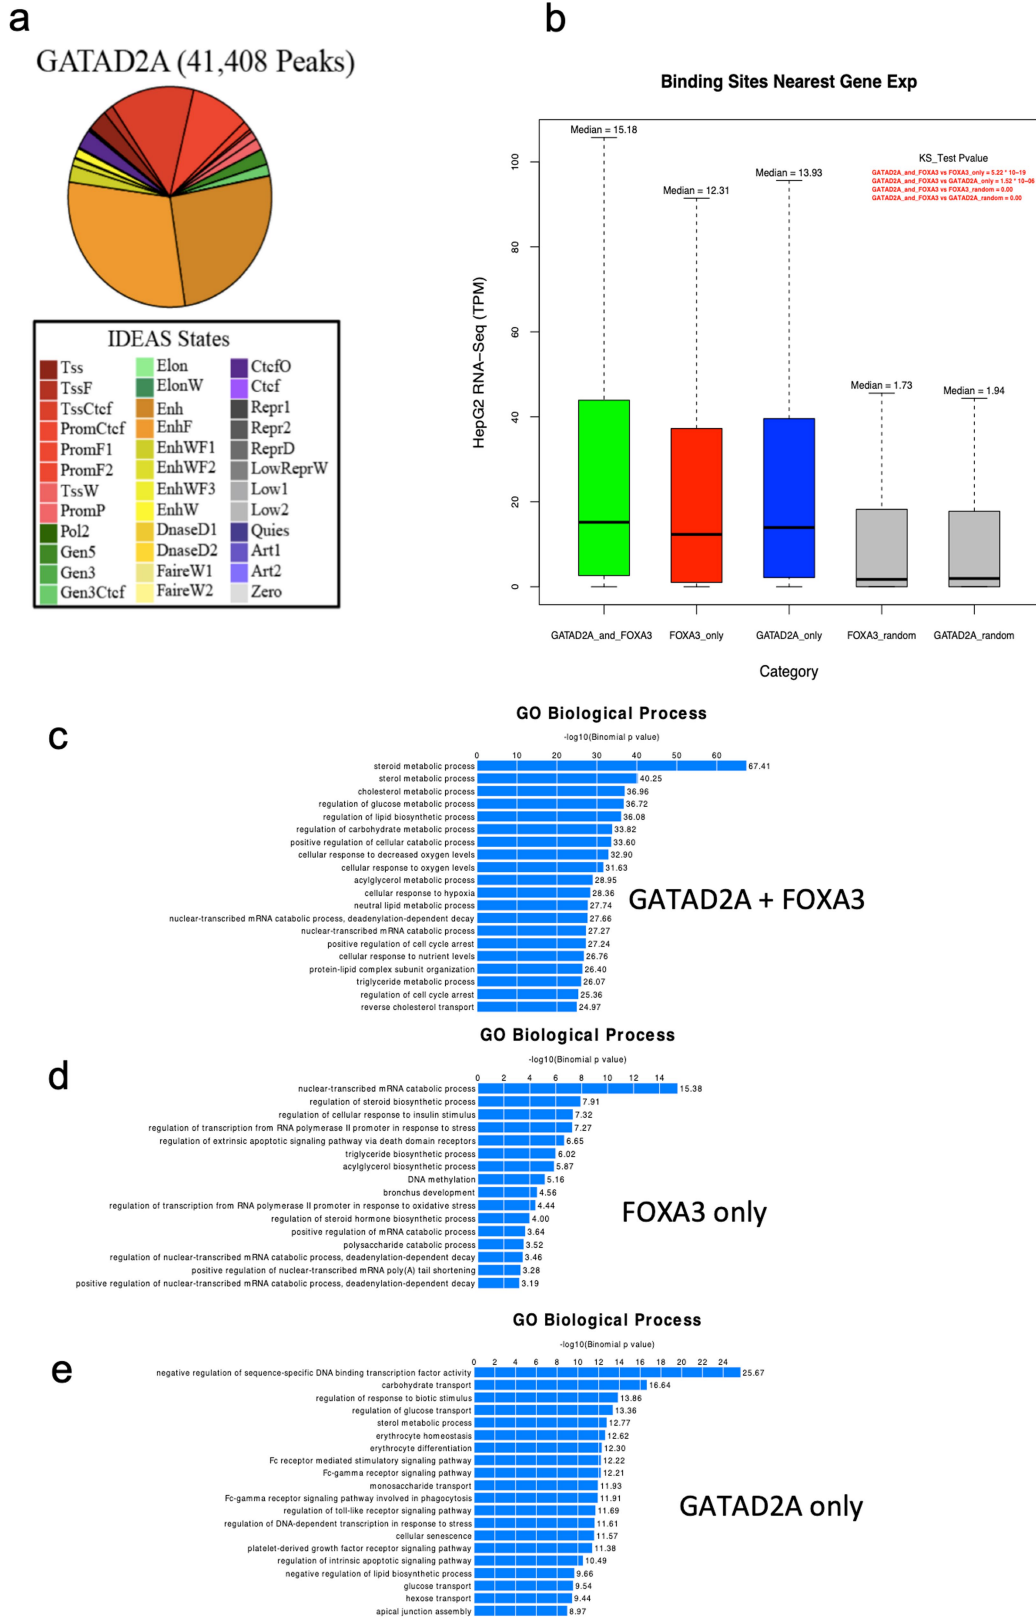 a
GATAD2A (41,408 Peaks)
IDEAS States
Tss
TssF
TssCtcf
PromCtcf
PromF1
PromF2
TssW
PromP
Pol2
Gen5
Gen3
Gen3Ctcf
Elon
ElonW
Enh
EnhF
EnhWF1
EnhWF2
EnhWF3
EnhW
DnaseD1
DnaseD2
FaireW1
FaireW2
CtcfO
Ctcf
Repr1
Repr2
ReprD
LowReprW
Low1
Low2
Quies
Art1
Art2
Zero
b
Binding Sites Nearest Gene Exp
HepG2 RNA-Seq (TPM)
100
80
60
40
20
0
Median = 15.18
Median = 12.31
Median = 13.93
Median = 1.73
Median = 1.94
KS_Test Pvalue
GATAD2A_and_FOXA3 vs FOXA3_only = 5.22 * 10-19
GATAD2A_and_FOXA3 vs GATAD2A_only = 1.52 * 10-06
GATAD2A_and_FOXA3 vs FOXA3_random = 0.00
GATAD2A_and_FOXA3 vs GATAD2A_random = 0.00
GATAD2A_and_FOXA3 FOXA3_only GATAD2A_only FOXA3_random GATAD2A_random
Category
c
GO Biological Process
-log10(Binomial p value)
0 10 20 30 40 50 60
steroid metabolic process 67.41
sterol metabolic process 40.25
cholesterol metabolic process 36.96
regulation of glucose metabolic process 36.72
regulation of lipid biosynthetic process 36.08
regulation of carbohydrate metabolic process 33.82
positive regulation of cellular catabolic process 33.60
cellular response to decreased oxygen levels 32.90
cellular response to oxygen levels 31.63
acylglycerol metabolic process 28.95
cellular response to hypoxia 28.36
neutral lipid metabolic process 27.74
nuclear-transcribed mRNA catabolic process, deadenylation-dependent decay 27.66
nuclear-transcribed mRNA catabolic process 27.27
positive regulation of cell cycle arrest 27.24
cellular response to nutrient levels 26.76
protein-lipid complex subunit organization 26.40
triglyceride metabolic process 26.07
regulation of cell cycle arrest 25.36
reverse cholesterol transport 24.97
GATAD2A + FOXA3
d
GO Biological Process
-log10(Binomial p value)
0 2 4 6 8 10 12 14
nuclear-transcribed mRNA catabolic process 15.38
regulation of steroid biosynthetic process 7.91
regulation of cellular response to insulin stimulus 7.32
regulation of transcription from RNA polymerase II promoter in response to stress 7.27
regulation of extrinsic apoptotic signaling pathway via death domain receptors 6.65
triglyceride biosynthetic process 6.02
acylglycerol biosynthetic process 5.87
DNA methylation 5.16
bronchus development 4.56
regulation of transcription from RNA polymerase II promoter in response to oxidative stress 4.44
regulation of steroid hormone biosynthetic process 4.00
positive regulation of mRNA catabolic process 3.64
polysaccharide catabolic process 3.52
regulation of nuclear-transcribed mRNA catabolic process, deadenylation-dependent decay 3.46
positive regulation of nuclear-transcribed mRNA poly(A) tail shortening 3.28
positive regulation of nuclear-transcribed mRNA catabolic process, deadenylation-dependent decay 3.19
FOXA3 only
e
GO Biological Process
-log10(Binomial p value)
0 2 4 6 8 10 12 14 16 18 20 22 24
negative regulation of sequence-specific DNA binding transcription factor activity 25.67
carbohydrate transport 16.64
regulation of response to biotic stimulus 13.86
regulation of glucose transport 13.36
sterol metabolic process 12.77
erythrocyte homeostasis 12.62
erythrocyte differentiation 12.30
Fc receptor mediated stimulatory signaling pathway 12.22
Fc-gamma receptor signaling pathway 12.21
monosaccharide transport 11.93
Fc-gamma receptor signaling pathway involved in phagocytosis 11.91
regulation of toll-like receptor signaling pathway 11.69
regulation of DNA-dependent transcription in response to stress 11.61
cellular senescence 11.57
platelet-derived growth factor receptor signaling pathway 11.38
regulation of intrinsic apoptotic signaling pathway 10.49
negative regulation of lipid biosynthetic process 9.66
glucose transport 9.54
hexose transport 9.44
apical junction assembly 8.97
GATAD2A only